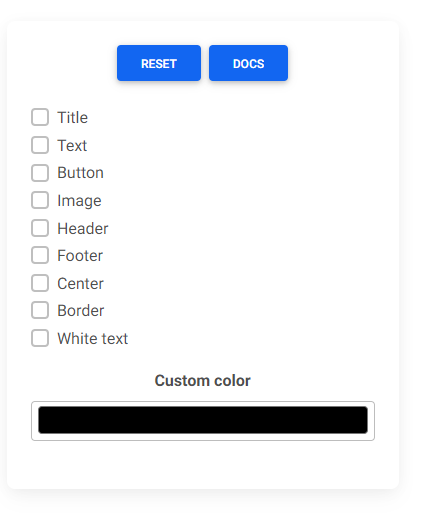 RESET DOCS
Title
Text
Button
Image
Header
Footer
Center
Border
White text
Custom color